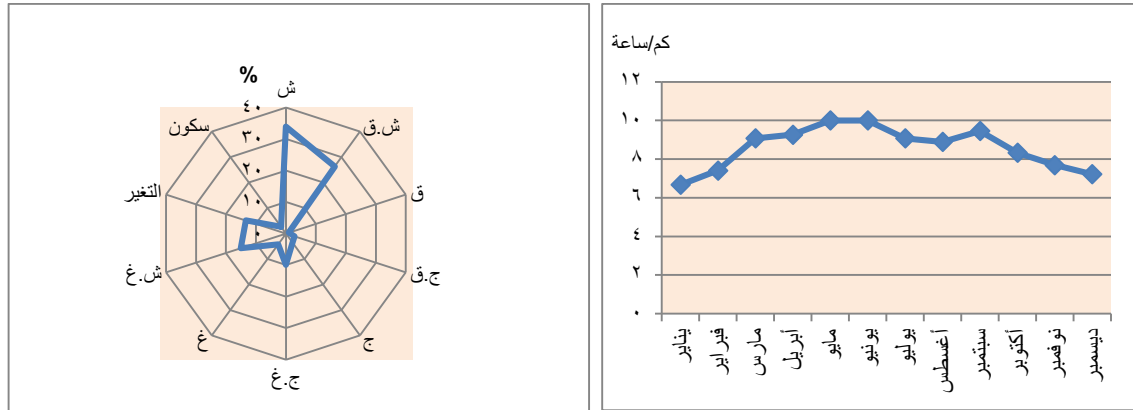 %
ش
ش.ق
ق
ج.ق
ج
ج.غ
غ
ش.غ
التغير
سكون
٤٠
٣٠
٢٠
١٠
٠
كم/ساعة
١٢
١٠
٨
٦
٤
٢
٠
يناير
فبراير
مارس
أبريل
مايو
يونيو
يوليو
أغسطس
سبتمبر
أكتوبر
نوفمبر
ديسمبر